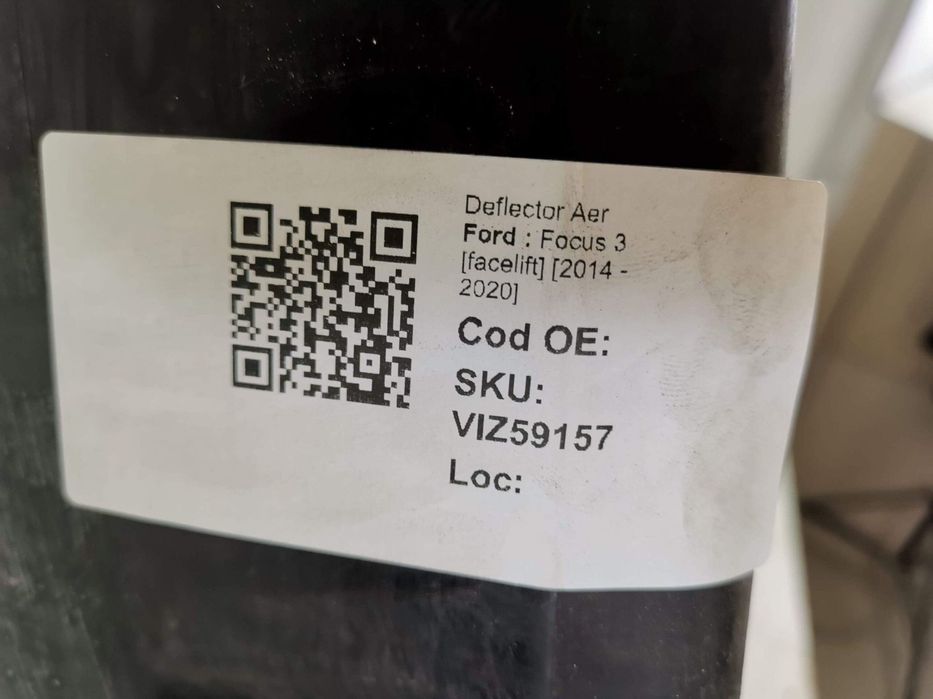 Deflector Aer
Ford : Focus 3
[facelift] [2014 -
2020]
Cod OE:
SKU:
VIZ59157
Loc: